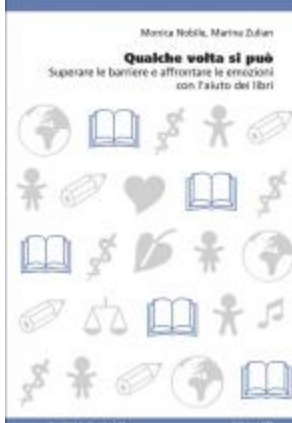 Monica Nobile, Marina Zulian
Qualche volta si può
Superare le barriere e affrontare le emozioni
con l'aiuto dei libri